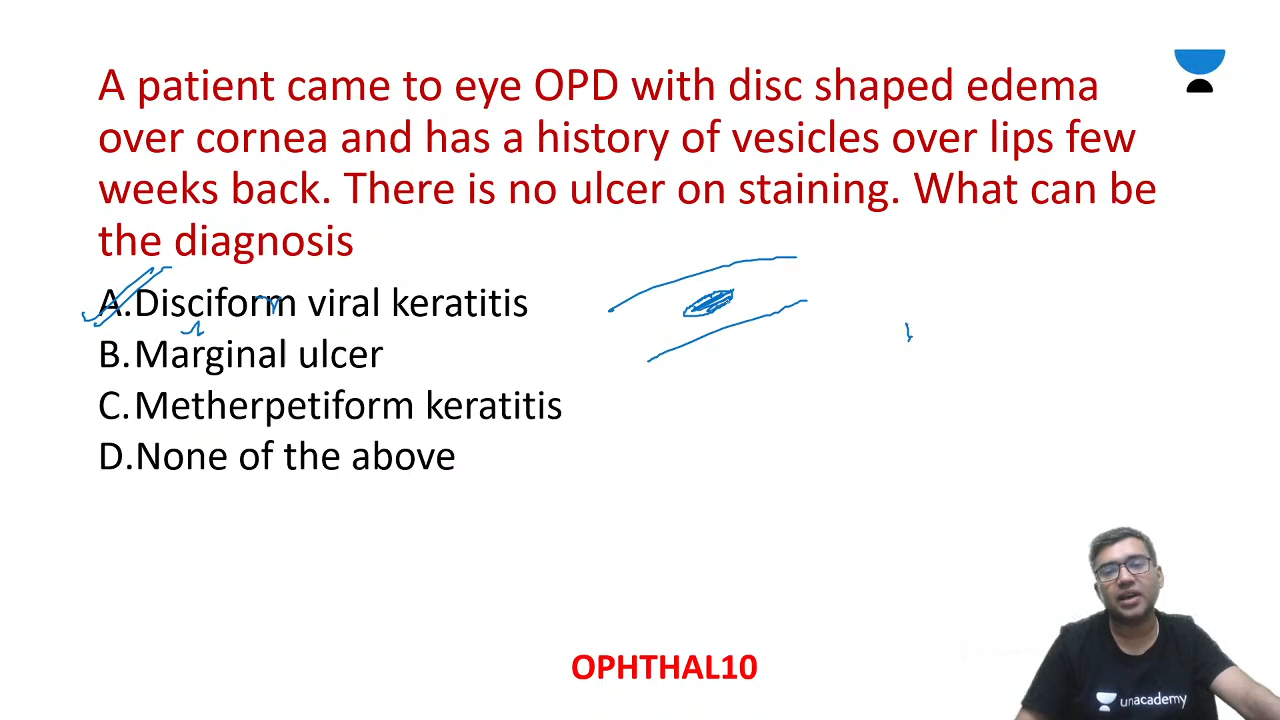 A patient came to eye OPD with disc shaped edema
over cornea and has a history of vesicles over lips few
weeks back. There is no ulcer on staining. What can be
the diagnosis
A.Disciform viral keratitis
B.Marginal ulcer
C.Metherpetiform keratitis
D.None of the above
unacademy
OPHTHAL10